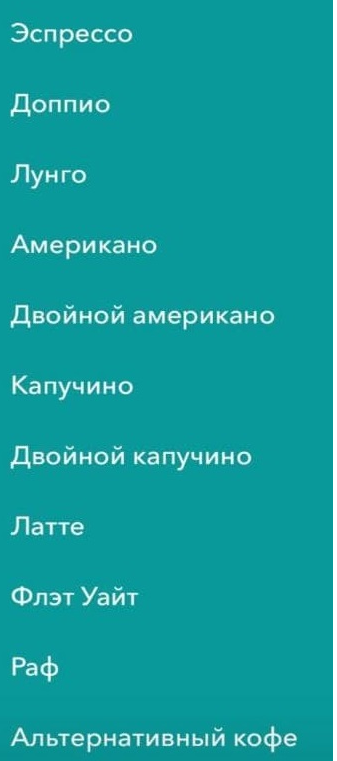 Эспрессо
Доппио
Лунго
Американо
Двойной американо
Капучино
Двойной капучино
Латте
Флэт Уайт
Раф
Альтернативный кофе